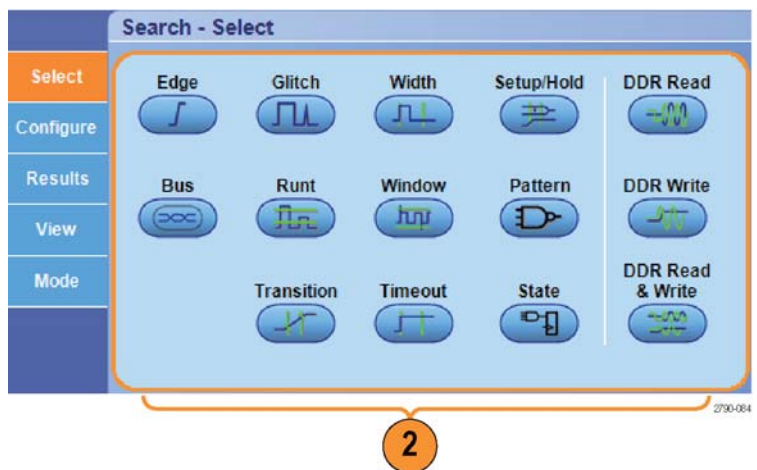 Search - Select
Select
Configure
Results
View
Mode
Edge
Glitch
Width
Setup/Hold
DDR Read
Bus
Runt
Window
Pattern
DDR Write
Transition
Timeout
State
DDR Read
& Write
2790-084
2